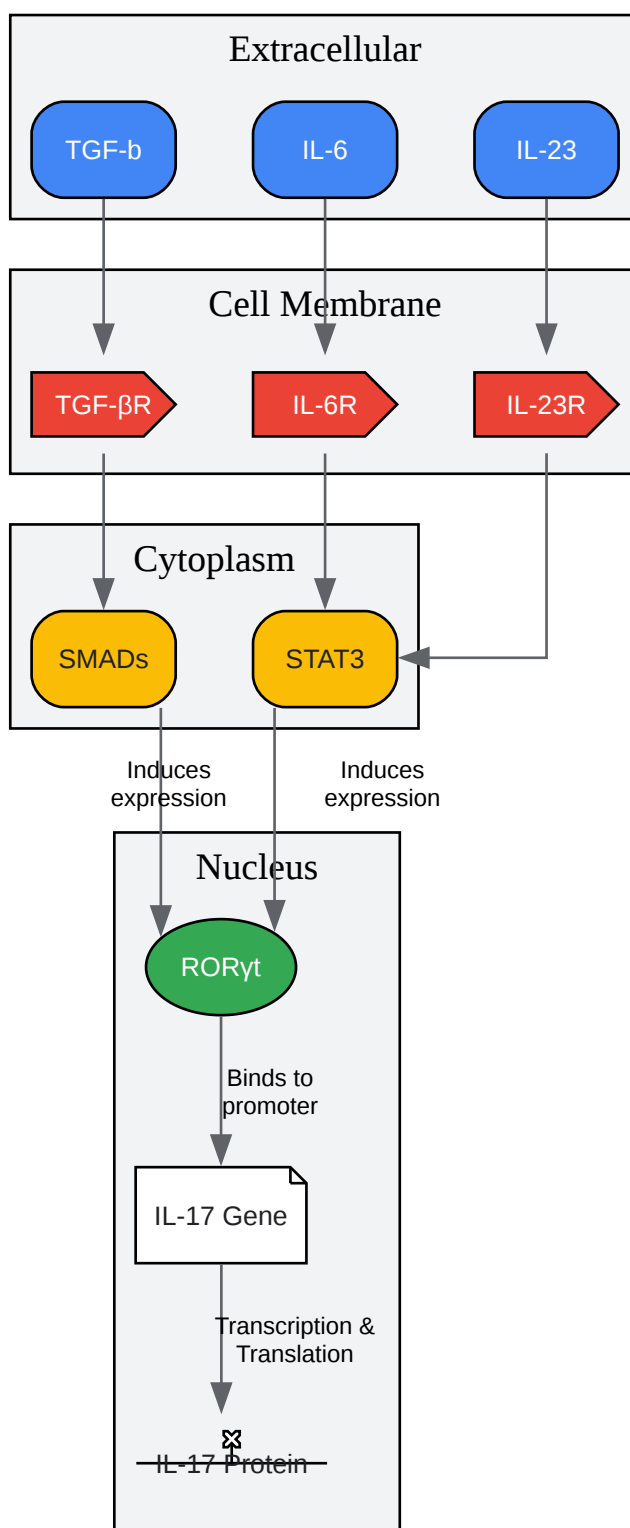 Extracellular
TGF-b
IL-6
IL-23
Cell Membrane
TGF-βR
IL-6R
IL-23R
Cytoplasm
SMADs
STAT3
Induces
expression
Induces
expression
Nucleus
RORγt
Binds to
promoter
IL-17 Gene
Transcription &
Translation
IL-17 Protein